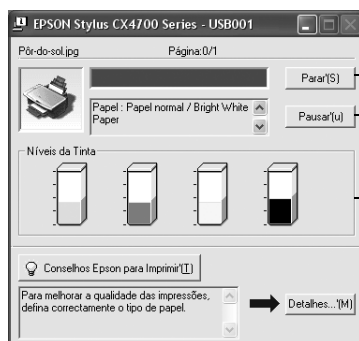 EPSON Stylus CX4700 Series - USB001
Pôr-do-sol.jpg Página:0/1
Parar'(S)
Papel : Papel normal / Bright White
Paper
Pausar'(u)
Níveis da Tinta
Conselhos Epson para Imprimir'(T)
Para melhorar a qualidade das impressões,
defina correctamente o tipo de papel.
Detalhes...'(M)